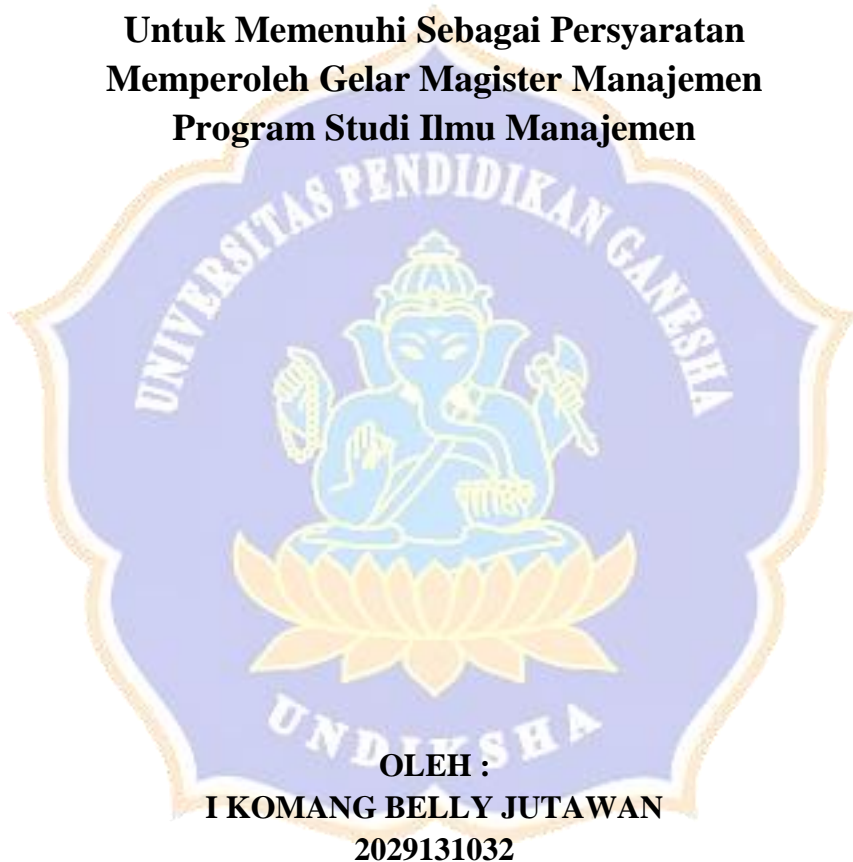 Untuk Memenuhi Sebagai Persyaratan
Memperoleh Gelar Magister Manajemen
Program Studi Ilmu Manajemen
UNIVERSITAS PENDIDIKAN GANESHA
UNDIKSHA
OLEH :
I KOMANG BELLY JUTAWAN
2029131032